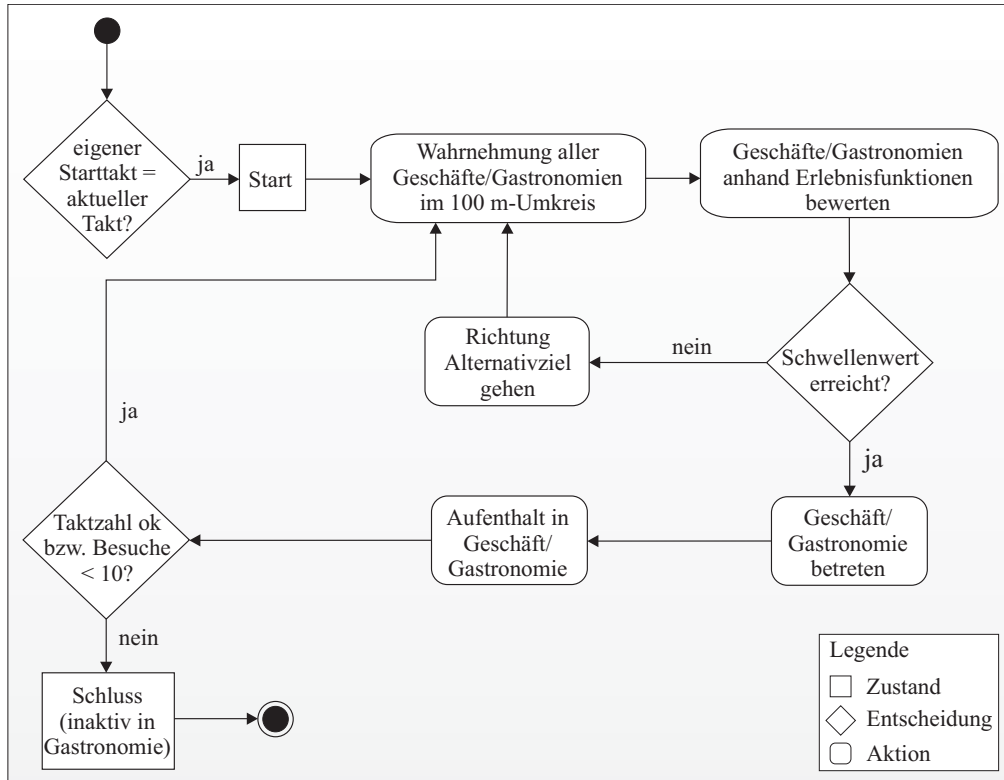 eigener
Starttakt =
aktueller
Takt?
ja
Start
Wahrnehmung aller
Geschäfte/Gastronomien
im 100 m-Umkreis
Geschäfte/Gastronomien
anhand Erlebnisfunktionen
bewerten
Schwellenwert
erreicht?
nein
Richtung
Alternativziel
gehen
ja
Geschäft/
Gastronomie
betreten
Aufenthalt in
Geschäft/
Gastronomie
Taktzahl ok
bzw. Besuche
< 10?
ja
nein
Schluss
(inaktiv in
Gastronomie)
Legende
Zustand
Entscheidung
Aktion